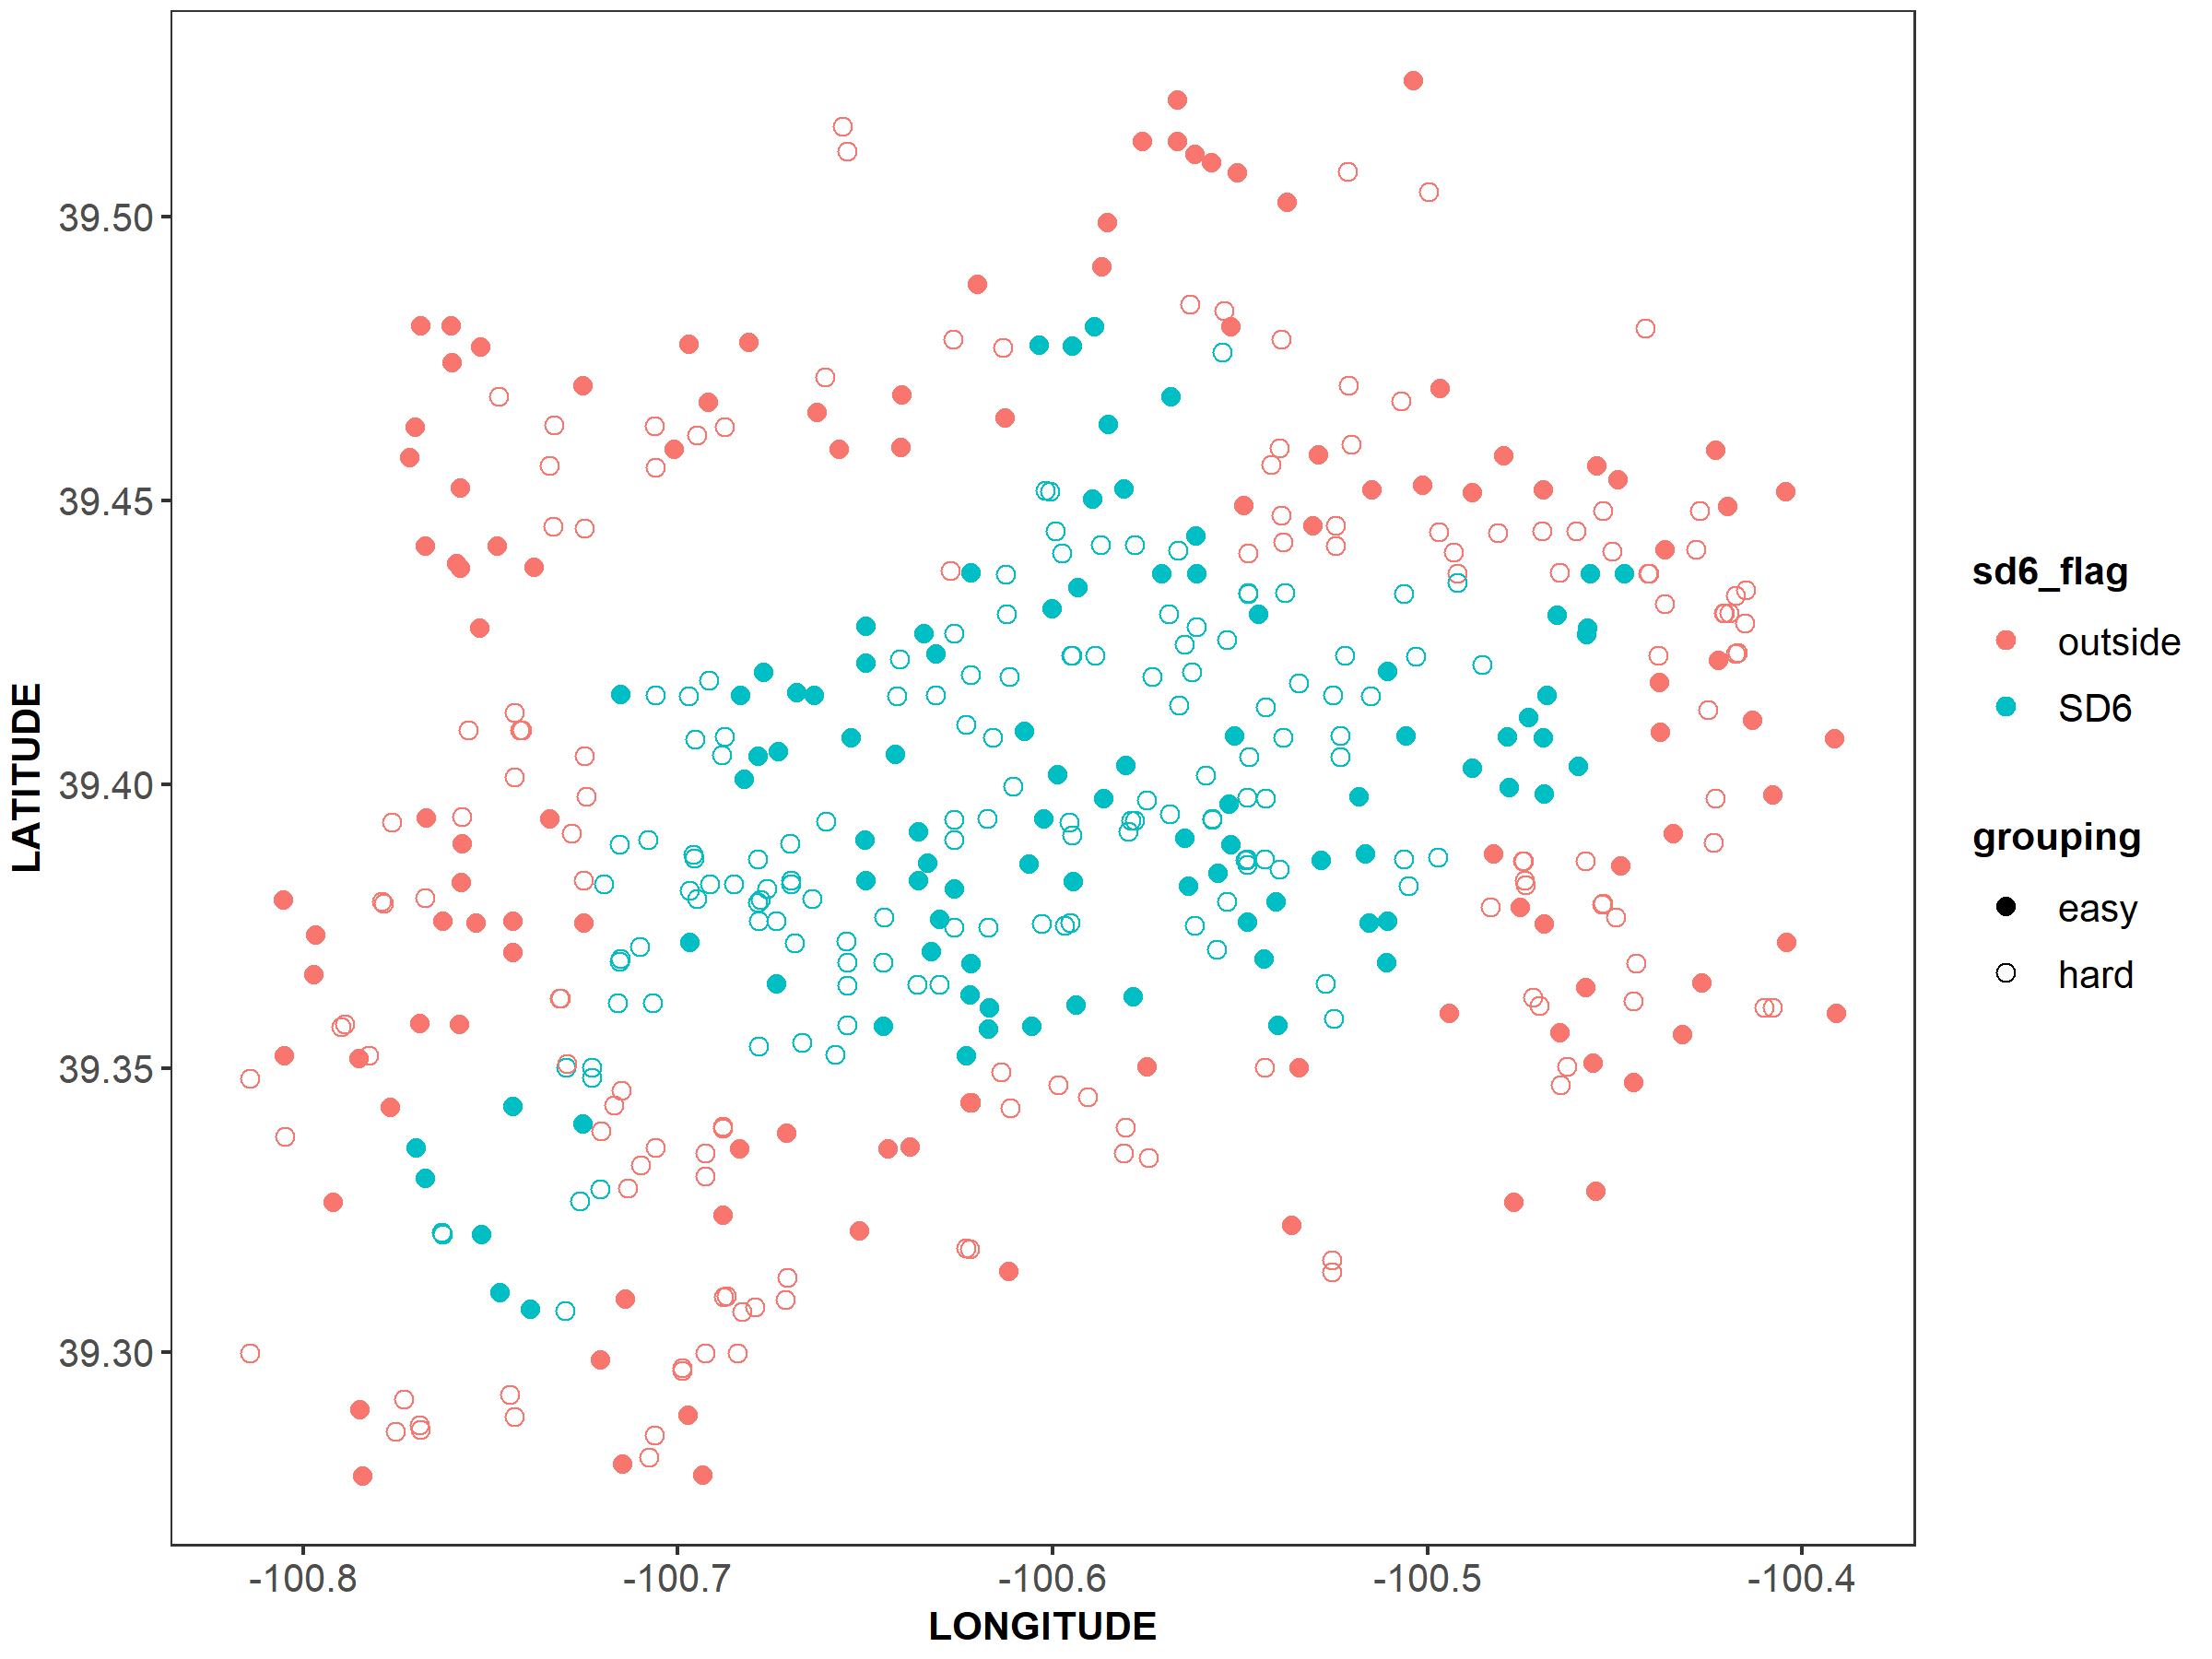 39.50
39.45
39.40
39.35
39.30
LATITUDE
-100.8
-100.7
-100.6
-100.5
-100.4
LONGITUDE
sd6_flag
outside
SD6
grouping
easy
hard